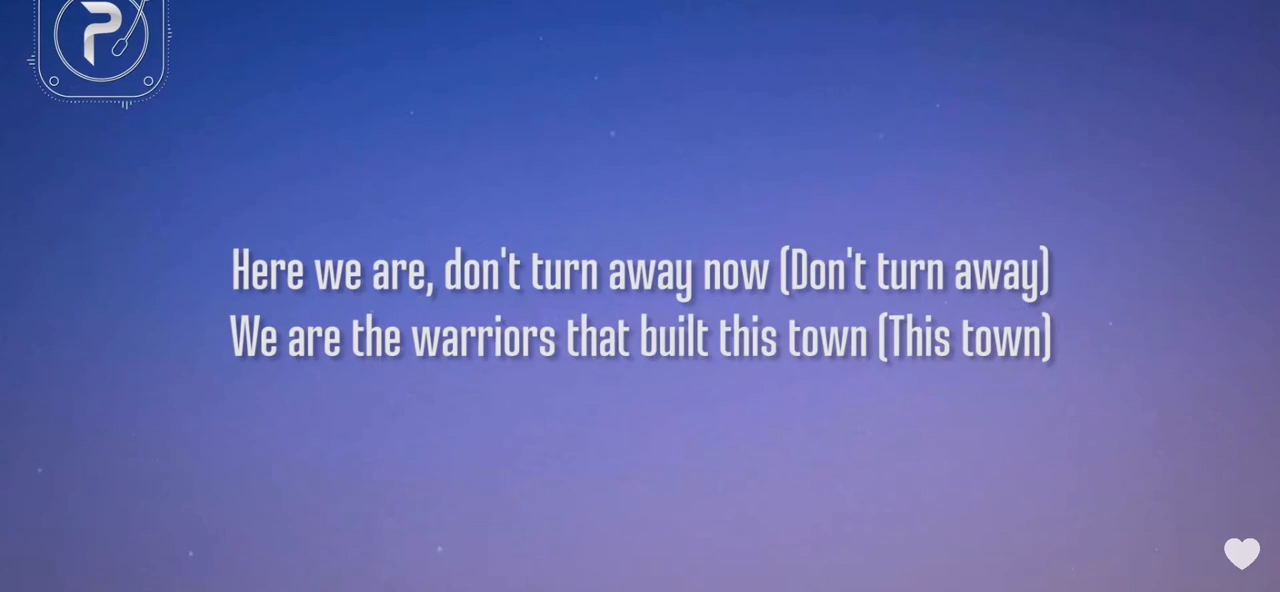 P
Here we are, don't turn away now (Don't turn away)
We are the warriors that built this town (This town)